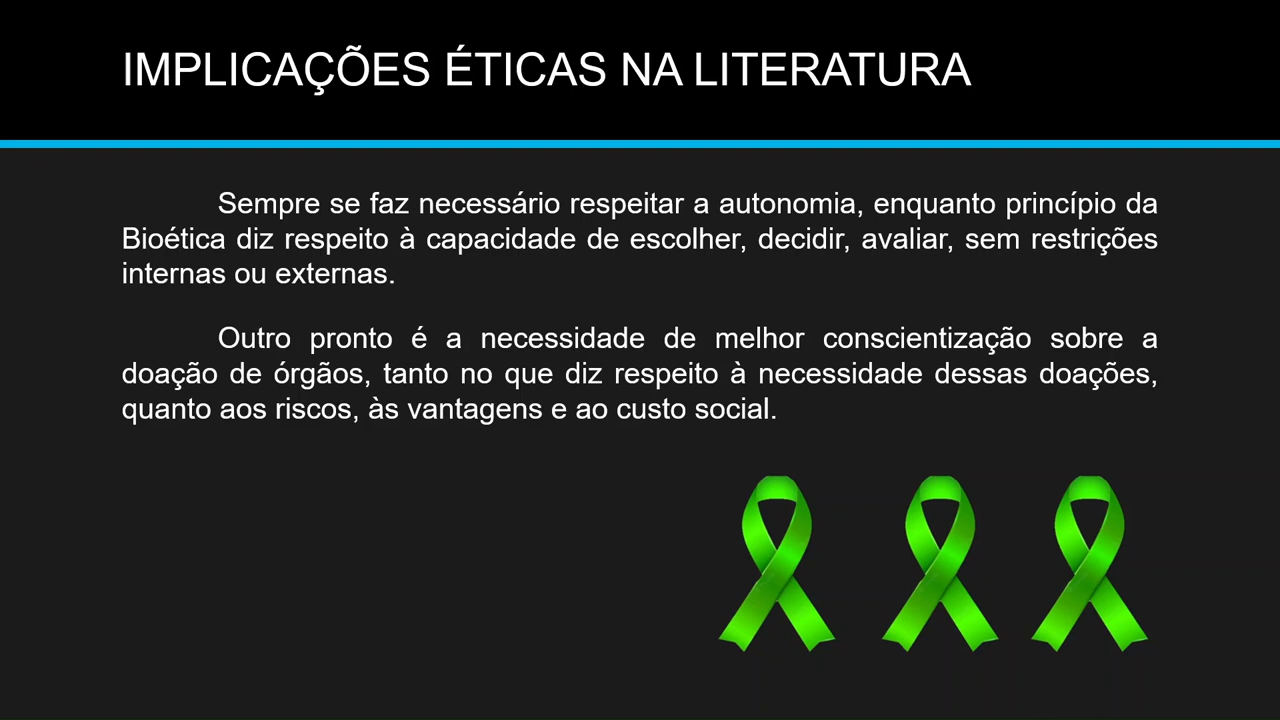 IMPLICAÇÕES ÉTICAS NA LITERATURA
Sempre se faz necessário respeitar a autonomia, enquanto princípio da
Bioética diz respeito à capacidade de escolher, decidir, avaliar, sem restrições
internas ou externas.
Outro pronto é a necessidade de melhor conscientização sobre a
doação de órgãos, tanto no que diz respeito à necessidade dessas doações,
quanto aos riscos, às vantagens e ao custo social.